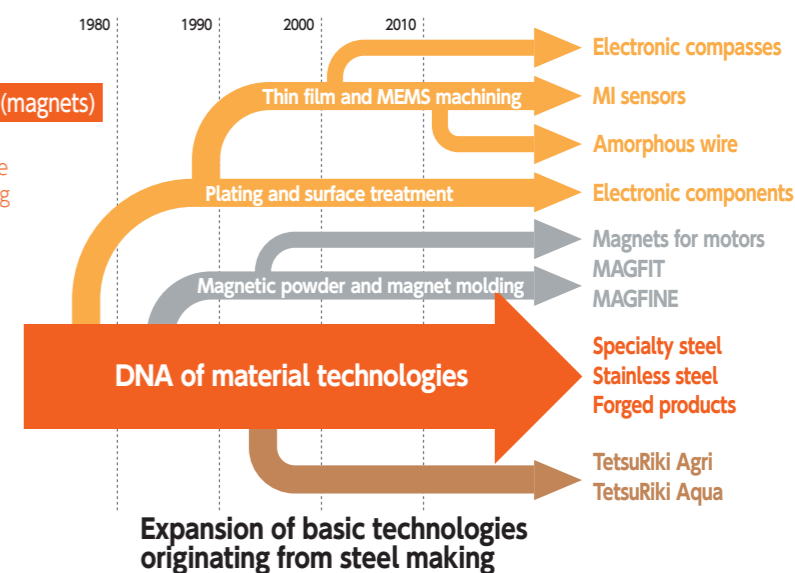 1980 1990 2000 2010
(magnets)
e
g
Electronic compasses
Thin film and MEMS machining
MI sensors
Amorphous wire
Plating and surface treatment
Electronic components
Magnets for motors
Magnetic powder and magnet molding
MAGFIT
MAGFINE
DNA of material technologies
Specialty steel
Stainless steel
Forged products
TetsuRiki Agri
TetsuRiki Aqua
Expansion of basic technologies
originating from steel making